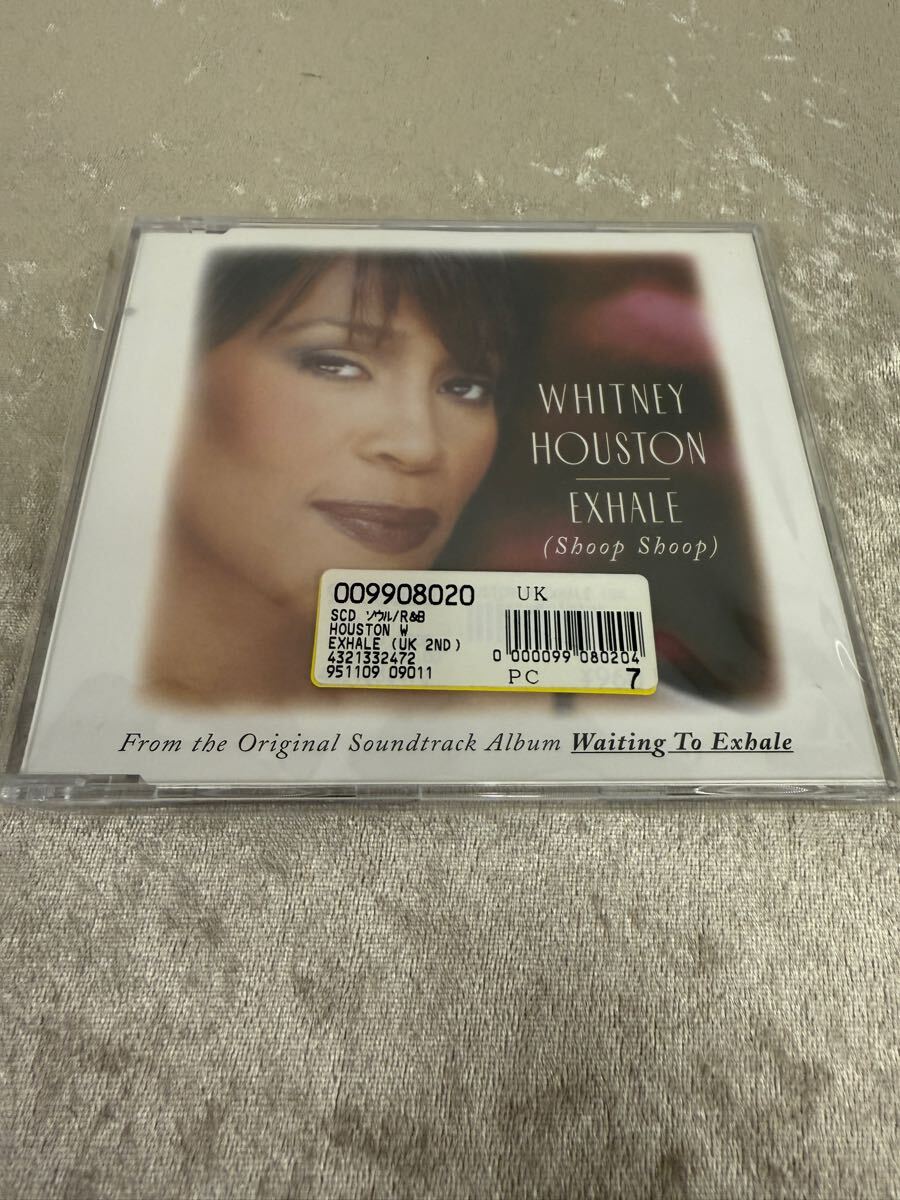 WHITNEY
HOUSTON
EXHALE
(Shoop Shoop)
009908020 UK
SCD ソウル/R&B
HOUSTON W
EXHALE (UK 2ND)
4321332472
951109 09011
0 000099 080204
PC 7
From the Original Soundtrack Album Waiting To Exhale